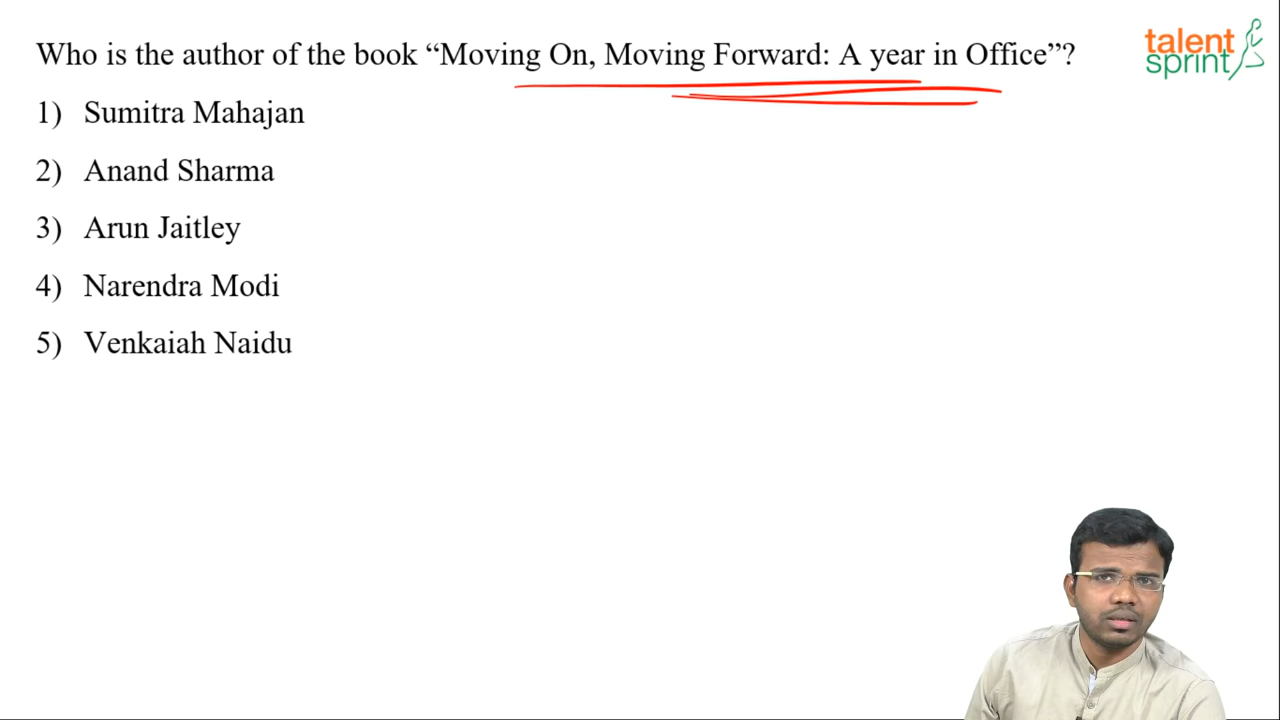 Who is the author of the book “Moving On, Moving Forward: A year in Office”?
talent
sprint
1) Sumitra Mahajan
2) Anand Sharma
3) Arun Jaitley
4) Narendra Modi
5) Venkaiah Naidu